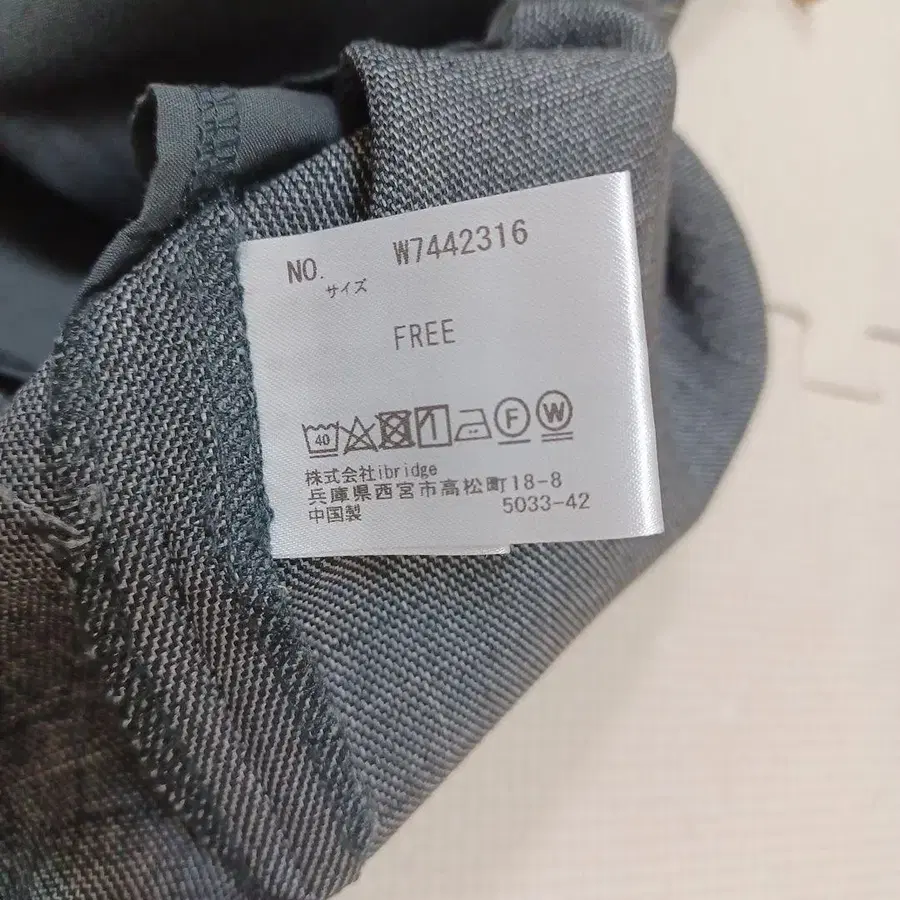 NO. W7442316
サイズ
FREE
40 F W
株式会社ibridge
兵庫県西宮市高松町18-8
中国製 5033-42